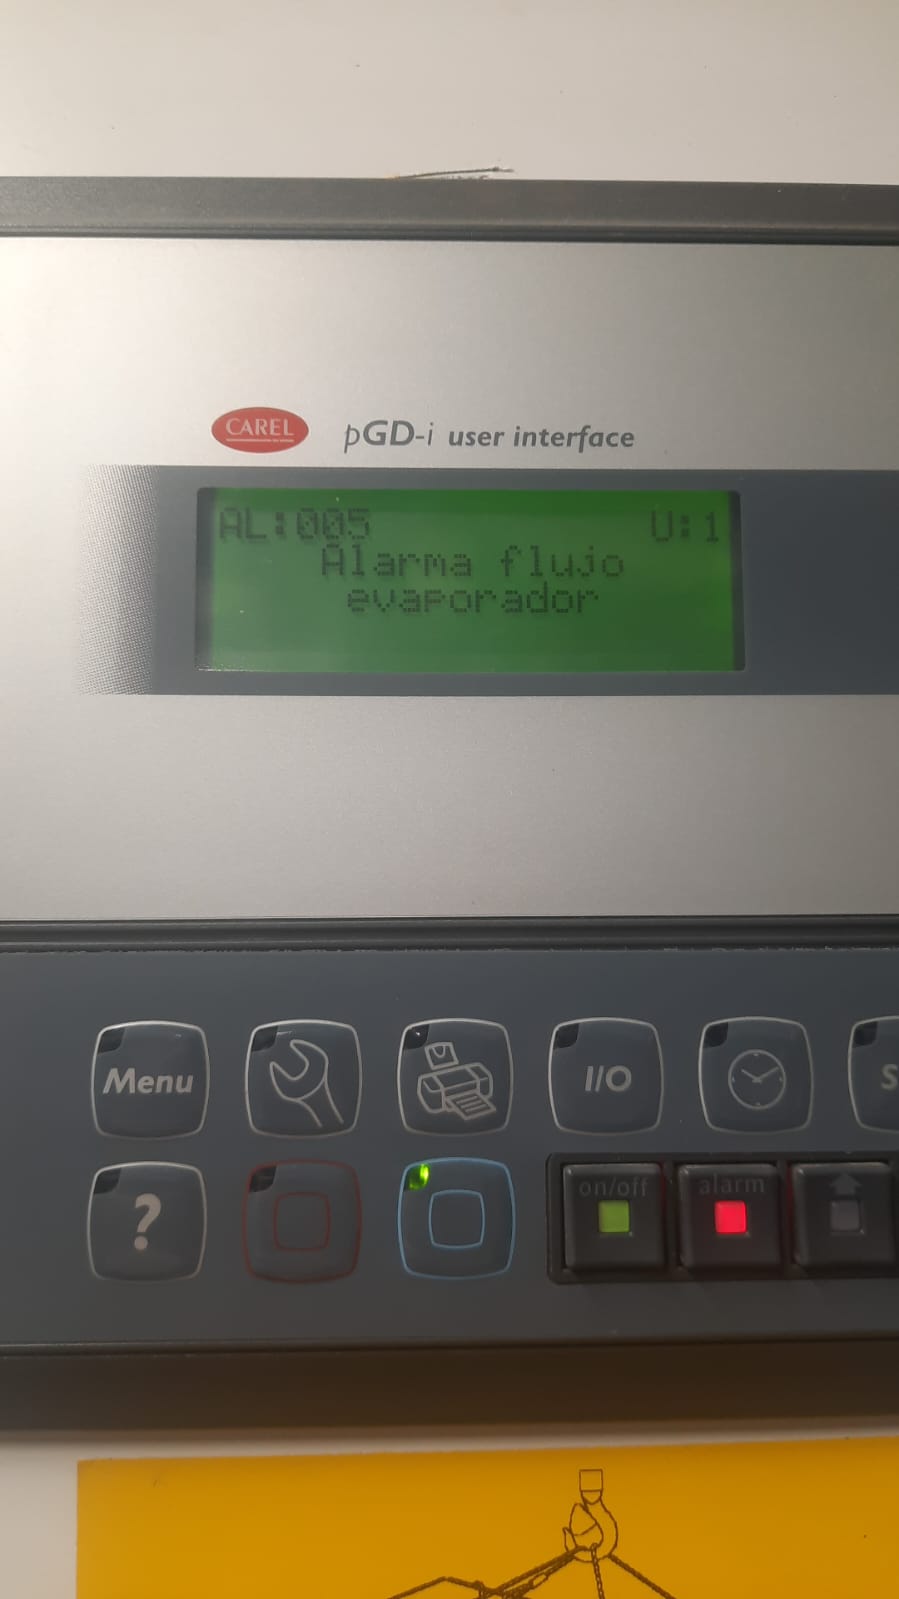 CAREL
pGD-i user interface
AL:005 U:1
Alarma flujo
evaporador
Menu
I/O
S
?
on/off
alarm